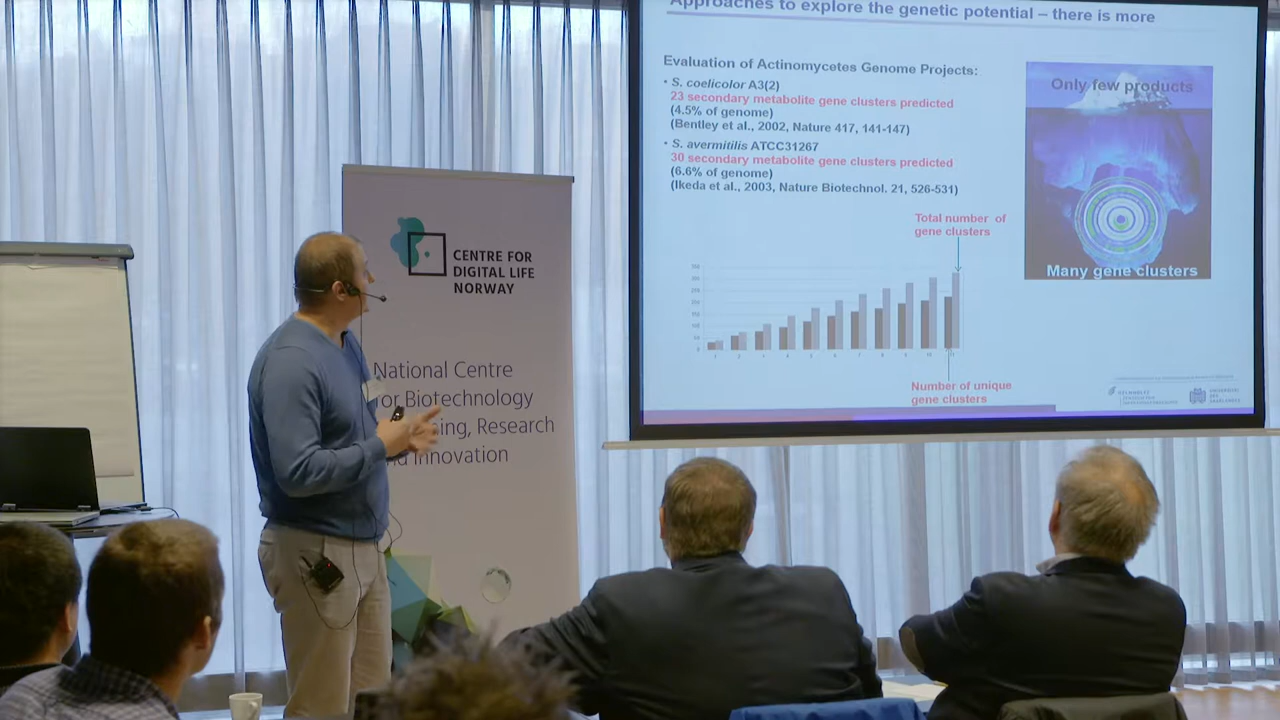 Approaches to explore the genetic potential – there is more
Evaluation of Actinomycetes Genome Projects:
• S. coelicolor A3(2)
23 secondary metabolite gene clusters predicted
(4.5% of genome)
(Bentley et al., 2002, Nature 417, 141-147)
• S. avermitilis ATCC31267
30 secondary metabolite gene clusters predicted
(6.6% of genome)
(Ikeda et al., 2003, Nature Biotechnol. 21, 526-531)
Only few products
Many gene clusters
Total number of
gene clusters
Number of unique
gene clusters
CENTRE FOR
DIGITAL LIFE
NORWAY
National Centre
or Biotechnology
ing, Research
nd Innovation